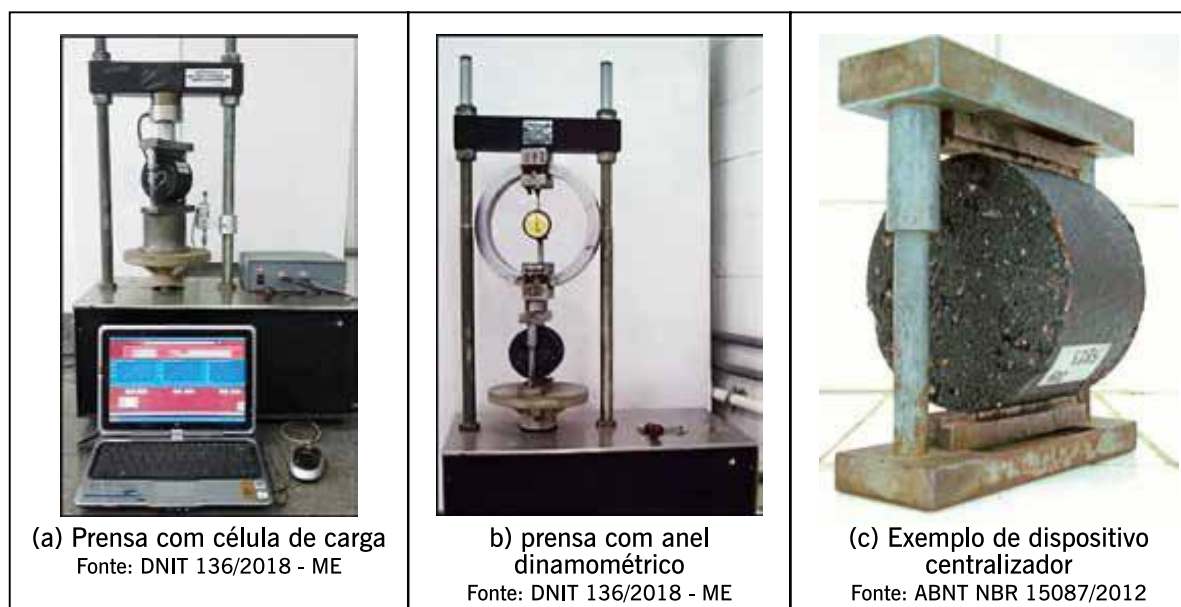 (a) Prensa com célula de carga
Fonte: DNIT 136/2018 - ME
b) prensa com anel
dinamométrico
Fonte: DNIT 136/2018 - ME
(c) Exemplo de dispositivo
centralizador
Fonte: ABNT NBR 15087/2012